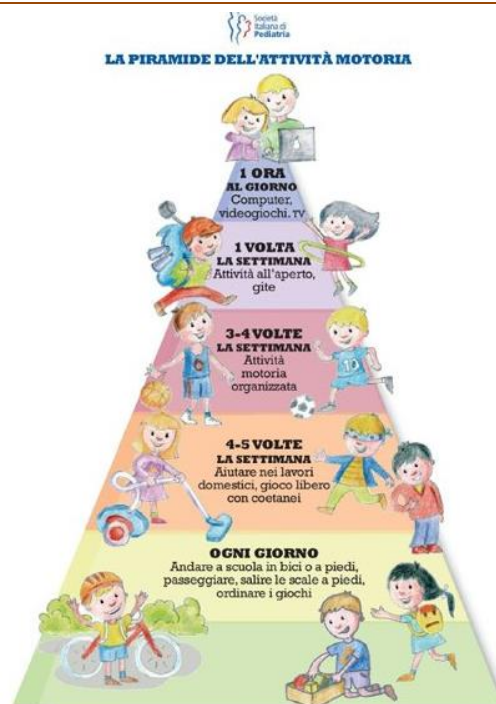 Società
Italiana di
Pediatria
LA PIRAMIDE DELL'ATTIVITÀ MOTORIA
1 ORA
AL GIORNO
Computer,
videogiochi, TV
1 VOLTA
LA SETTIMANA
Attività all'aperto,
gite
3-4 VOLTE
LA SETTIMANA
Attività
motoria
organizzata
10
4-5 VOLTE
LA SETTIMANA
Aiutare nei lavori
domestici, gioco libero
con coetanei
OGNI GIORNO
Andare a scuola in bici o a piedi,
passeggiare, salire le scale a piedi,
ordinare i giochi